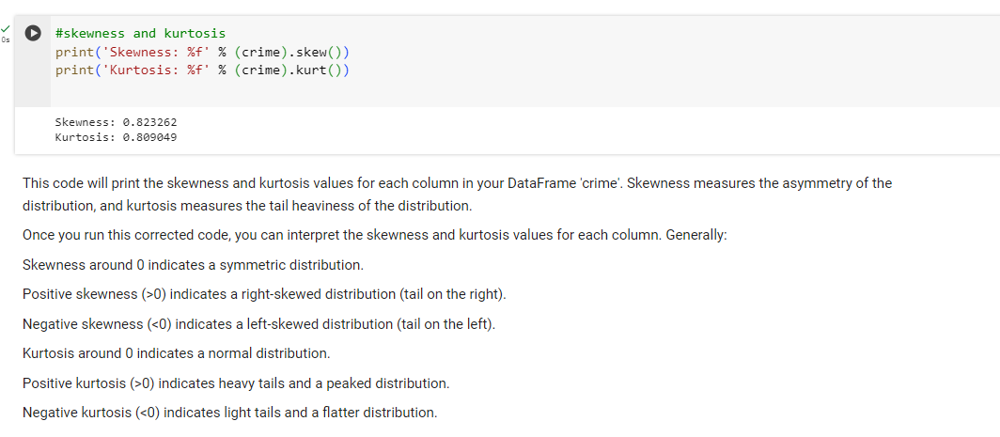 0s
#skewness and kurtosis
print('Skewness: %f' % (crime).skew())
print('Kurtosis: %f' % (crime).kurt())
Skewness: 0.823262
Kurtosis: 0.809049
This code will print the skewness and kurtosis values for each column in your DataFrame 'crime'. Skewness measures the asymmetry of the
distribution, and kurtosis measures the tail heaviness of the distribution.
Once you run this corrected code, you can interpret the skewness and kurtosis values for each column. Generally:
Skewness around 0 indicates a symmetric distribution.
Positive skewness (>0) indicates a right-skewed distribution (tail on the right).
Negative skewness (<0) indicates a left-skewed distribution (tail on the left).
Kurtosis around 0 indicates a normal distribution.
Positive kurtosis (>0) indicates heavy tails and a peaked distribution.
Negative kurtosis (<0) indicates light tails and a flatter distribution.